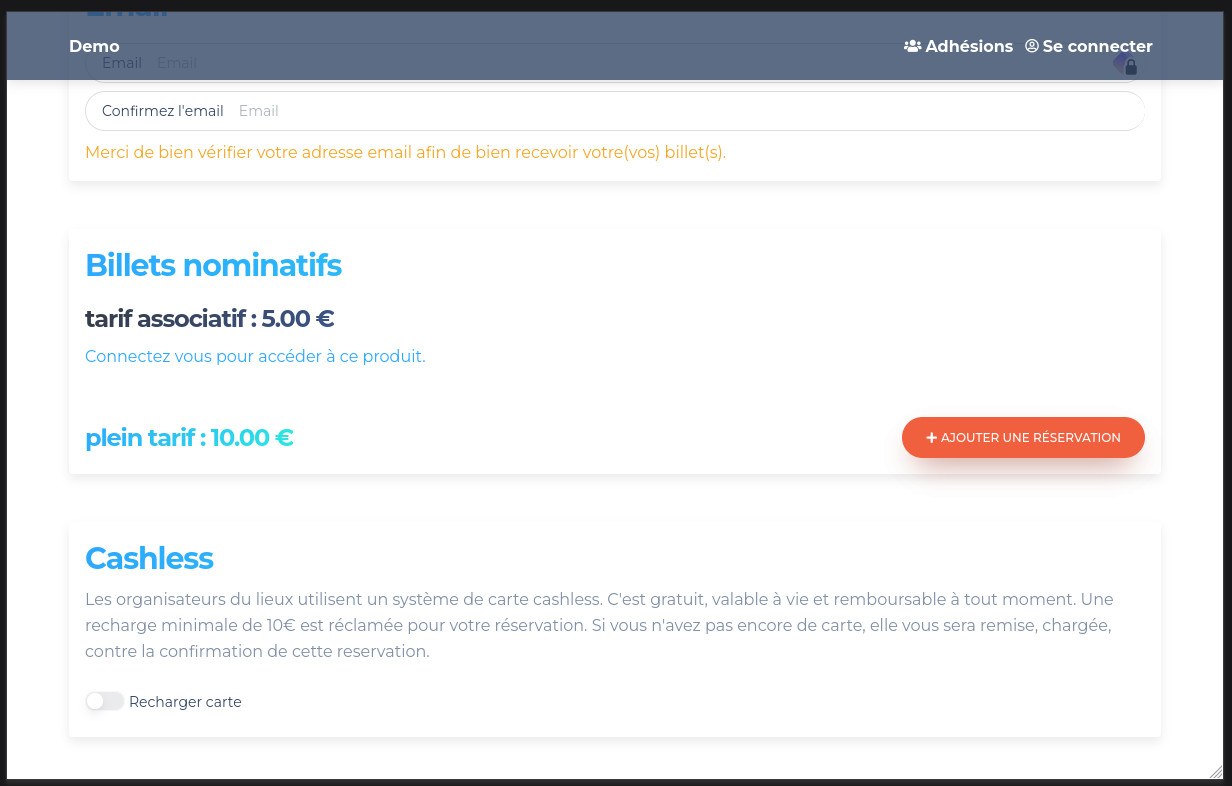 Email
Demo
Adhésions
Se connecter
Email Email
Confirmez l'email Email
Merci de bien vérifier votre adresse email afin de bien recevoir votre(vos) billet(s).
Billets nominatifs
tarif associatif : 5.00 €
Connectez vous pour accéder à ce produit.
plein tarif : 10.00 €
+ AJOUTER UNE RÉSERVATION
Cashless
Les organisateurs du lieux utilisent un système de carte cashless. C'est gratuit, valable à vie et remboursable à tout moment. Une
recharge minimale de 10€ est réclamée pour votre réservation. Si vous n'avez pas encore de carte, elle vous sera remise, chargée,
contre la confirmation de cette reservation.
Recharger carte